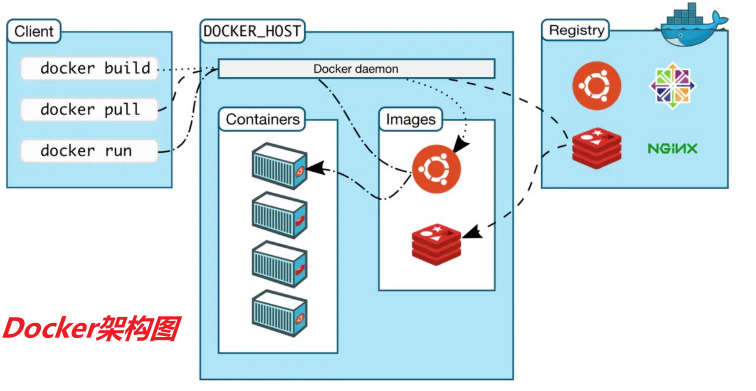 Client
docker build
docker pull
docker run
DOCKER_HOST
Docker daemon
Containers
Images
Registry
NGiNX
Docker架构图